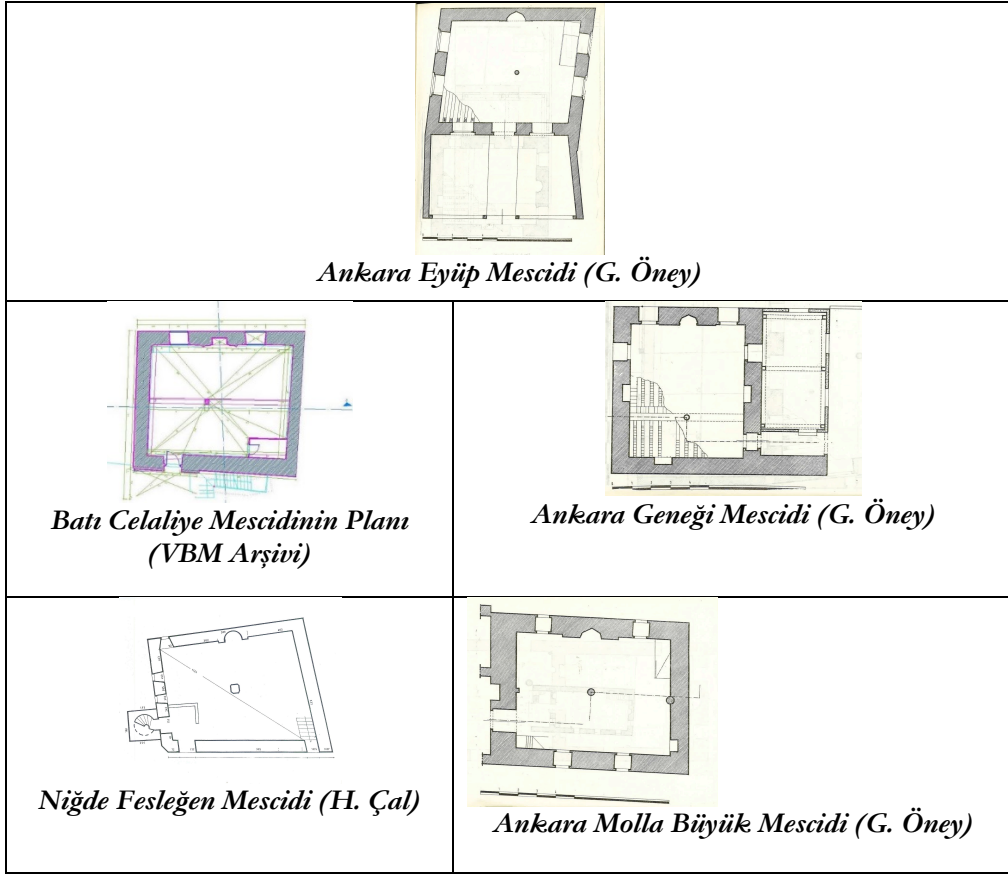 Ankara Eyüp Mescidi (G. Öney)
Batı Celaliye Mescidinin Planı
(VBM Arşivi)
Ankara Geneği Mescidi (G. Öney)
Niğde Fesleğen Mescidi (H. Çal)
Ankara Molla Büyük Mescidi (G. Öney)